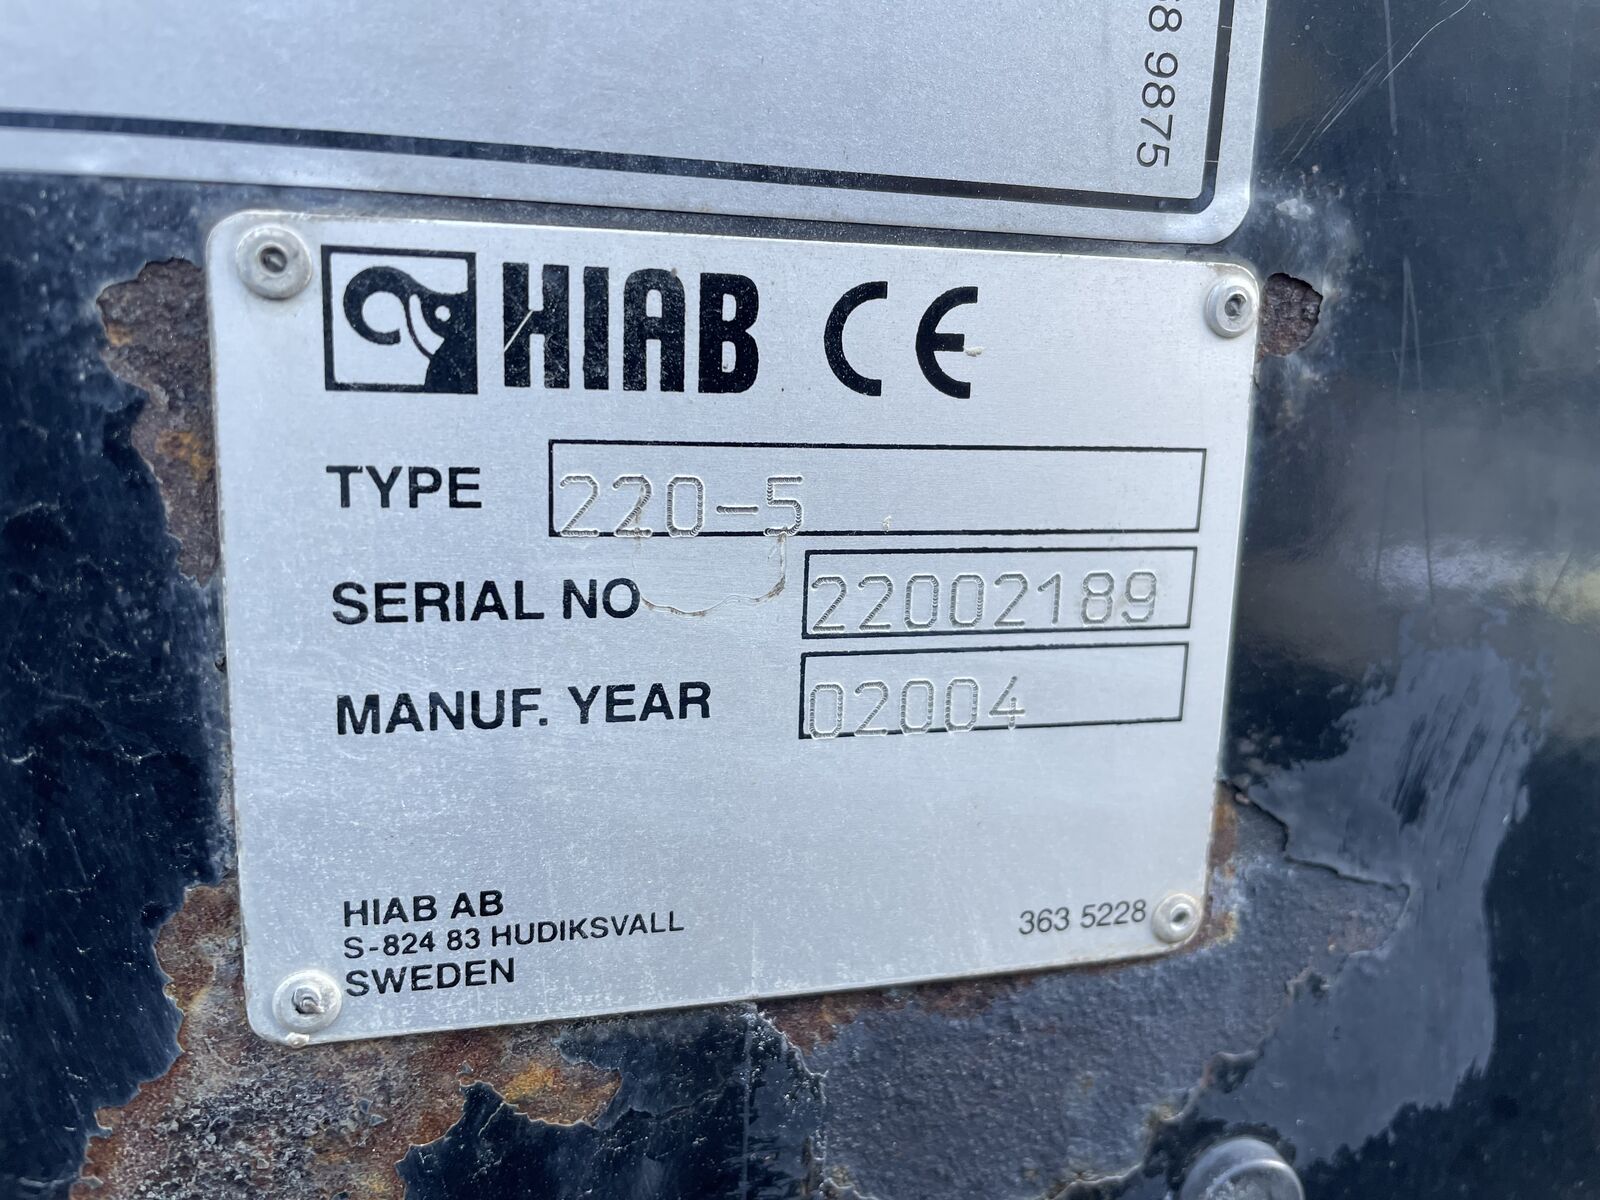 8 9875
HIAB CE
TYPE 220-5
SERIAL NO 22002189
MANUF. YEAR 02004
HIAB AB
S-824 83 HUDIKSVALL
SWEDEN
363 5228